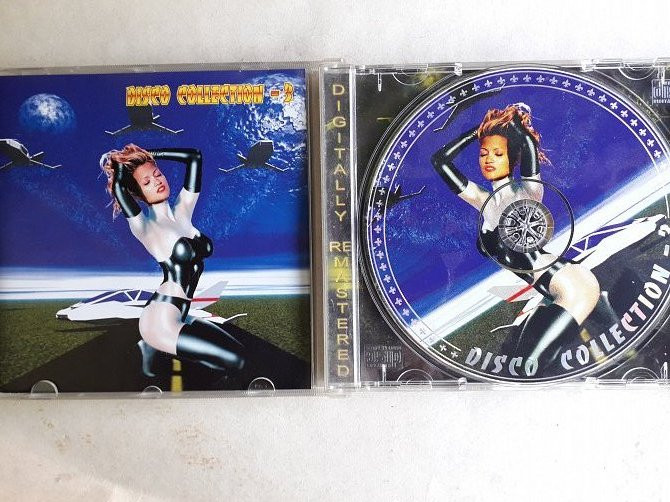 DISCO COLLECTION - 3
DIGITALLY REMASTERED
DISCO COLLECTION - 3